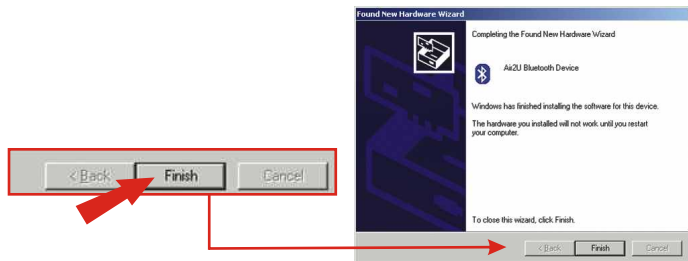 Found New Hardware Wizard
Completing the Found New Hardware Wizard
Air2U Bluetooth Device
Windows has finished installing the software for this device.
The hardware you installed will not work until you restart
your computer.
To close this wizard, click Finish.
< Back Finish Cancel
< Back Finish Cancel